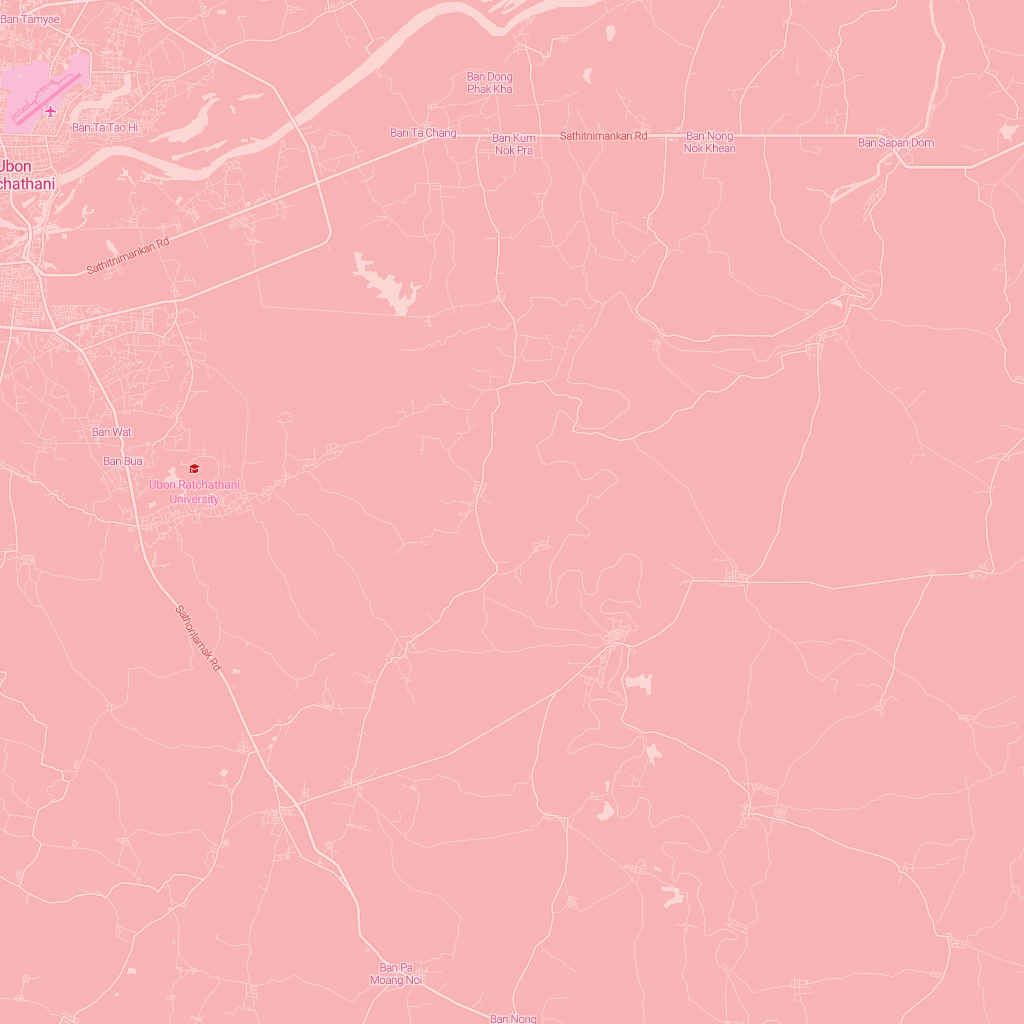 Ban Tamyae
Ban Dong
Phak Kha
Ban Ta Tao Hi
Ban Ta Chang
Ban Kum
Nok Pra
Sathitnimankan Rd
Ban Nong
Nok Khean
Ban Sapan Dom
Ubon
chathani
Sathitnimankan Rd
Ban Wat
Ban Bua
Ubon Ratchathani
University
Sathonlamak Rd
Ban Pa
Moang Noi
Ban Nong